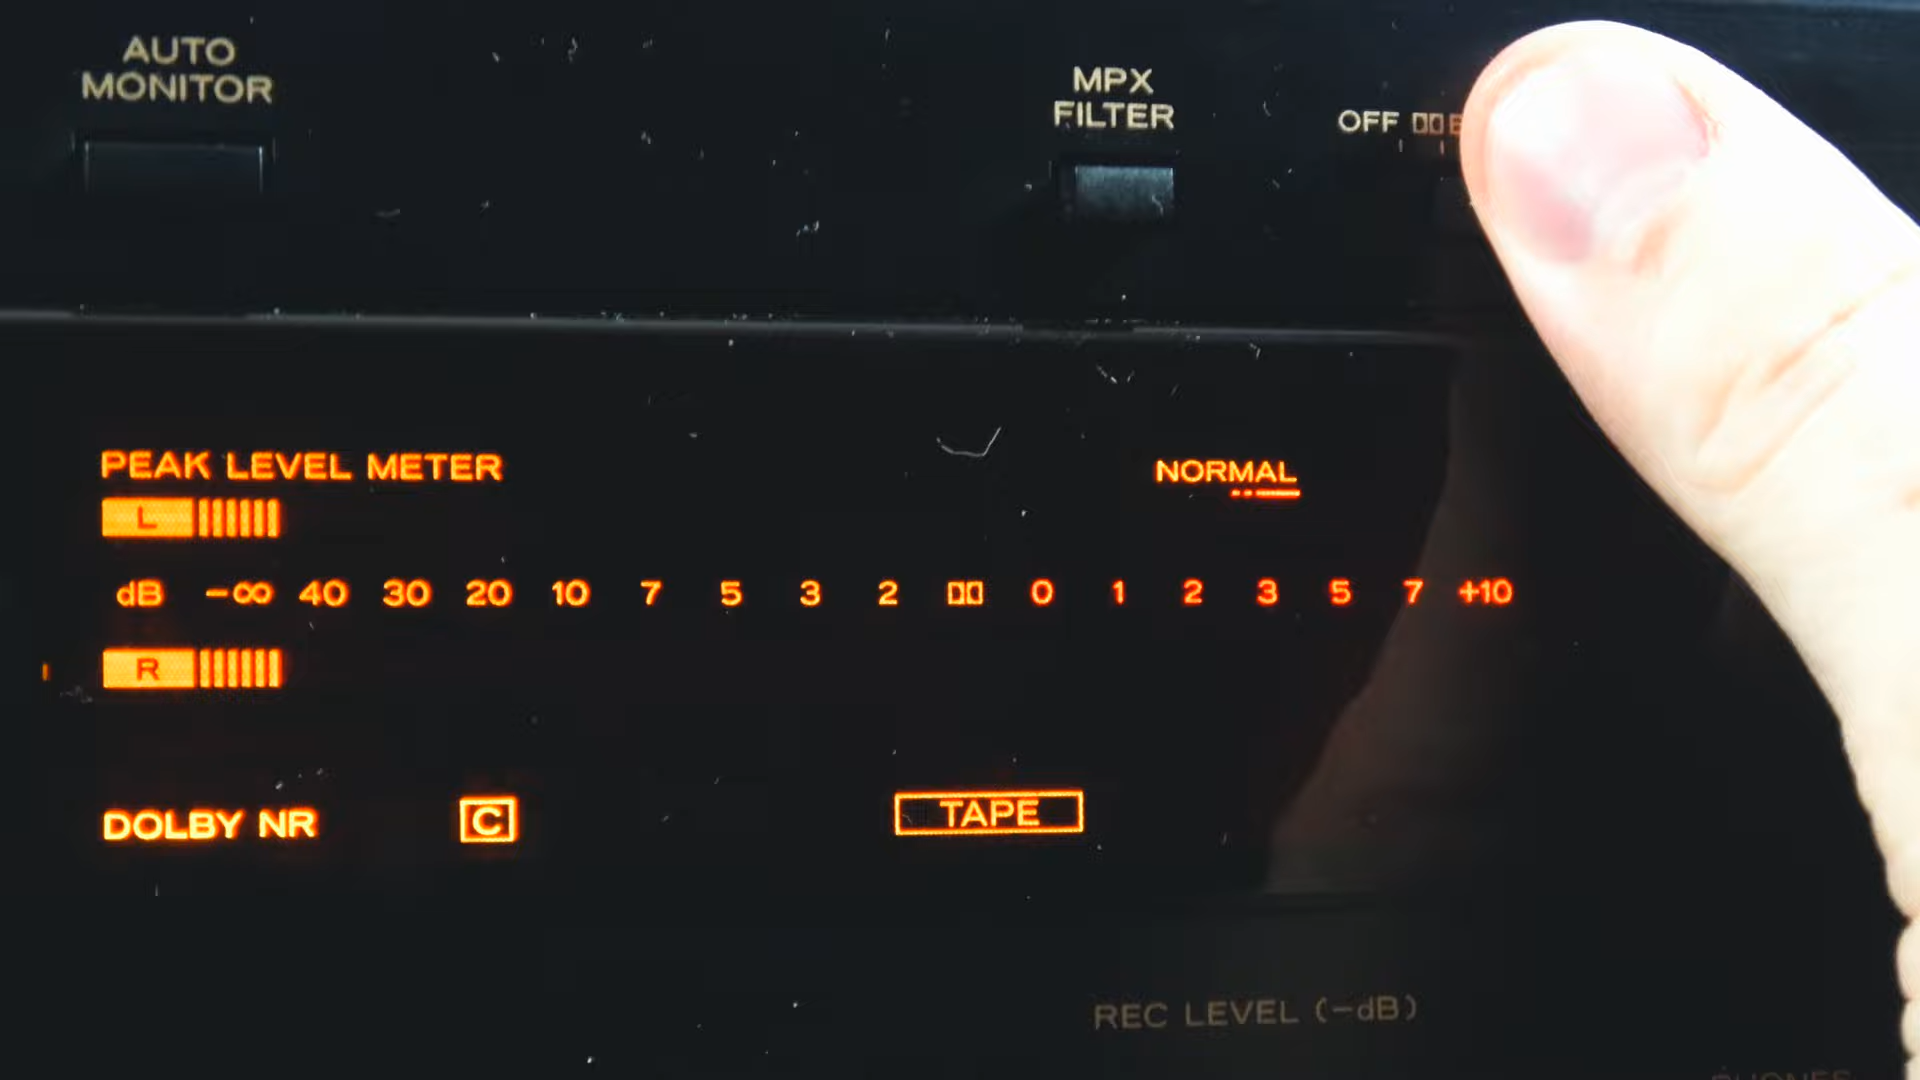 AUTO
MONITOR
MPX
FILTER
OFF
PEAK LEVEL METER
NORMAL
L
dB -∞ 40 30 20 10 7 5 3 2 0 1 2 3 5 7 +10
R
DOLBY NR C TAPE
REC LEVEL (-dB)